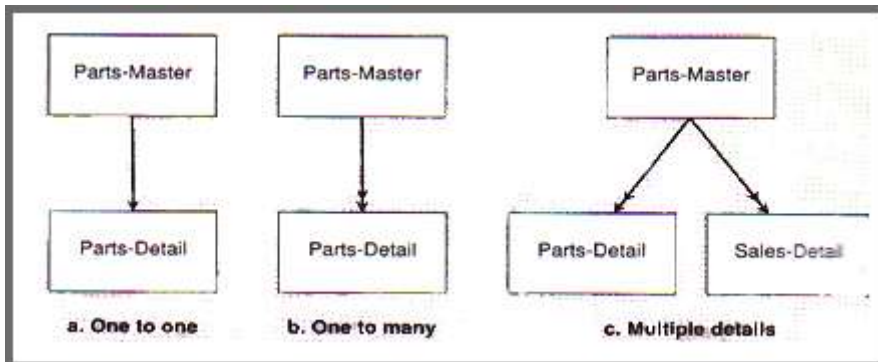 Parts-Master
Parts-Detail
a. One to one
Parts-Master
Parts-Detail
b. One to many
Parts-Master
Parts-Detail
Sales-Detail
c. Multiple details